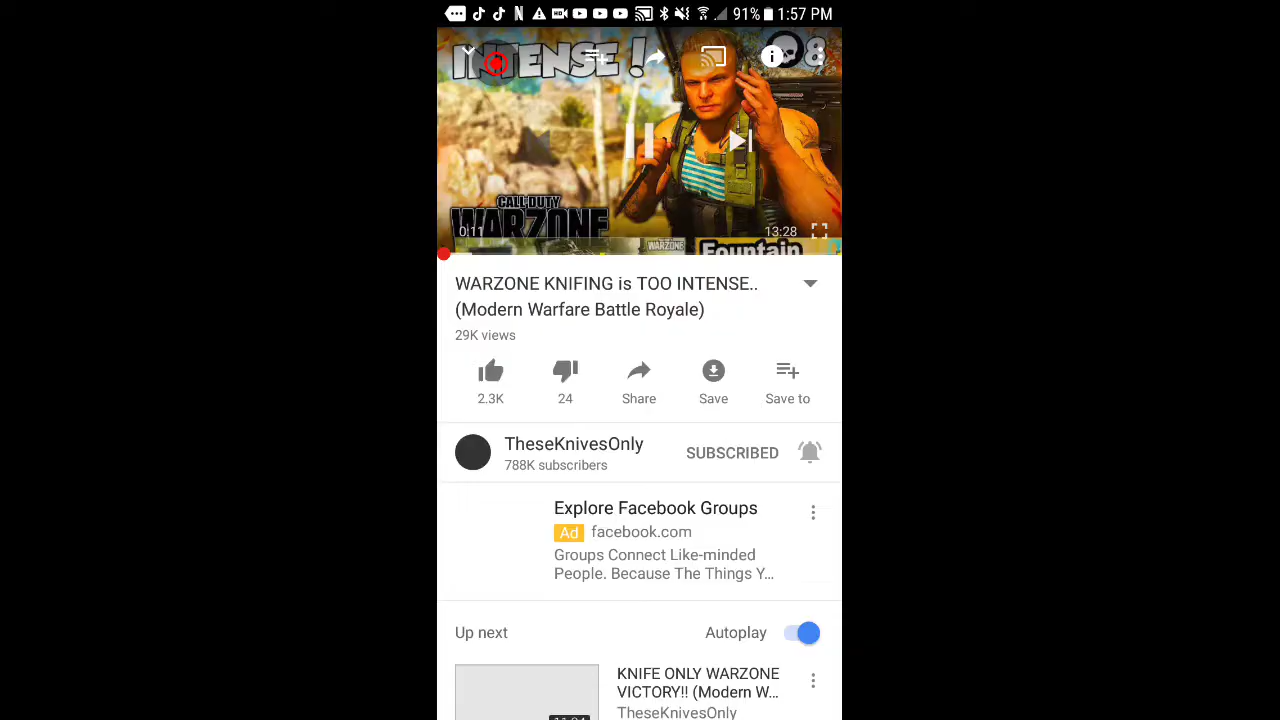 91% 1:57 PM
INTENSE!
8
CALL OF DUTY
WARZONE
WARZONE
Fountain
0:11
13:28
WARZONE KNIFING is TOO INTENSE..
(Modern Warfare Battle Royale)
29K views
2.3K 24 Share Save Save to
TheseKnivesOnly
788K subscribers
SUBSCRIBED
Explore Facebook Groups
Ad facebook.com
Groups Connect Like-minded
People. Because The Things Y...
Up next Autoplay
KNIFE ONLY WARZONE
VICTORY!! (Modern W...
TheseKnivesOnly